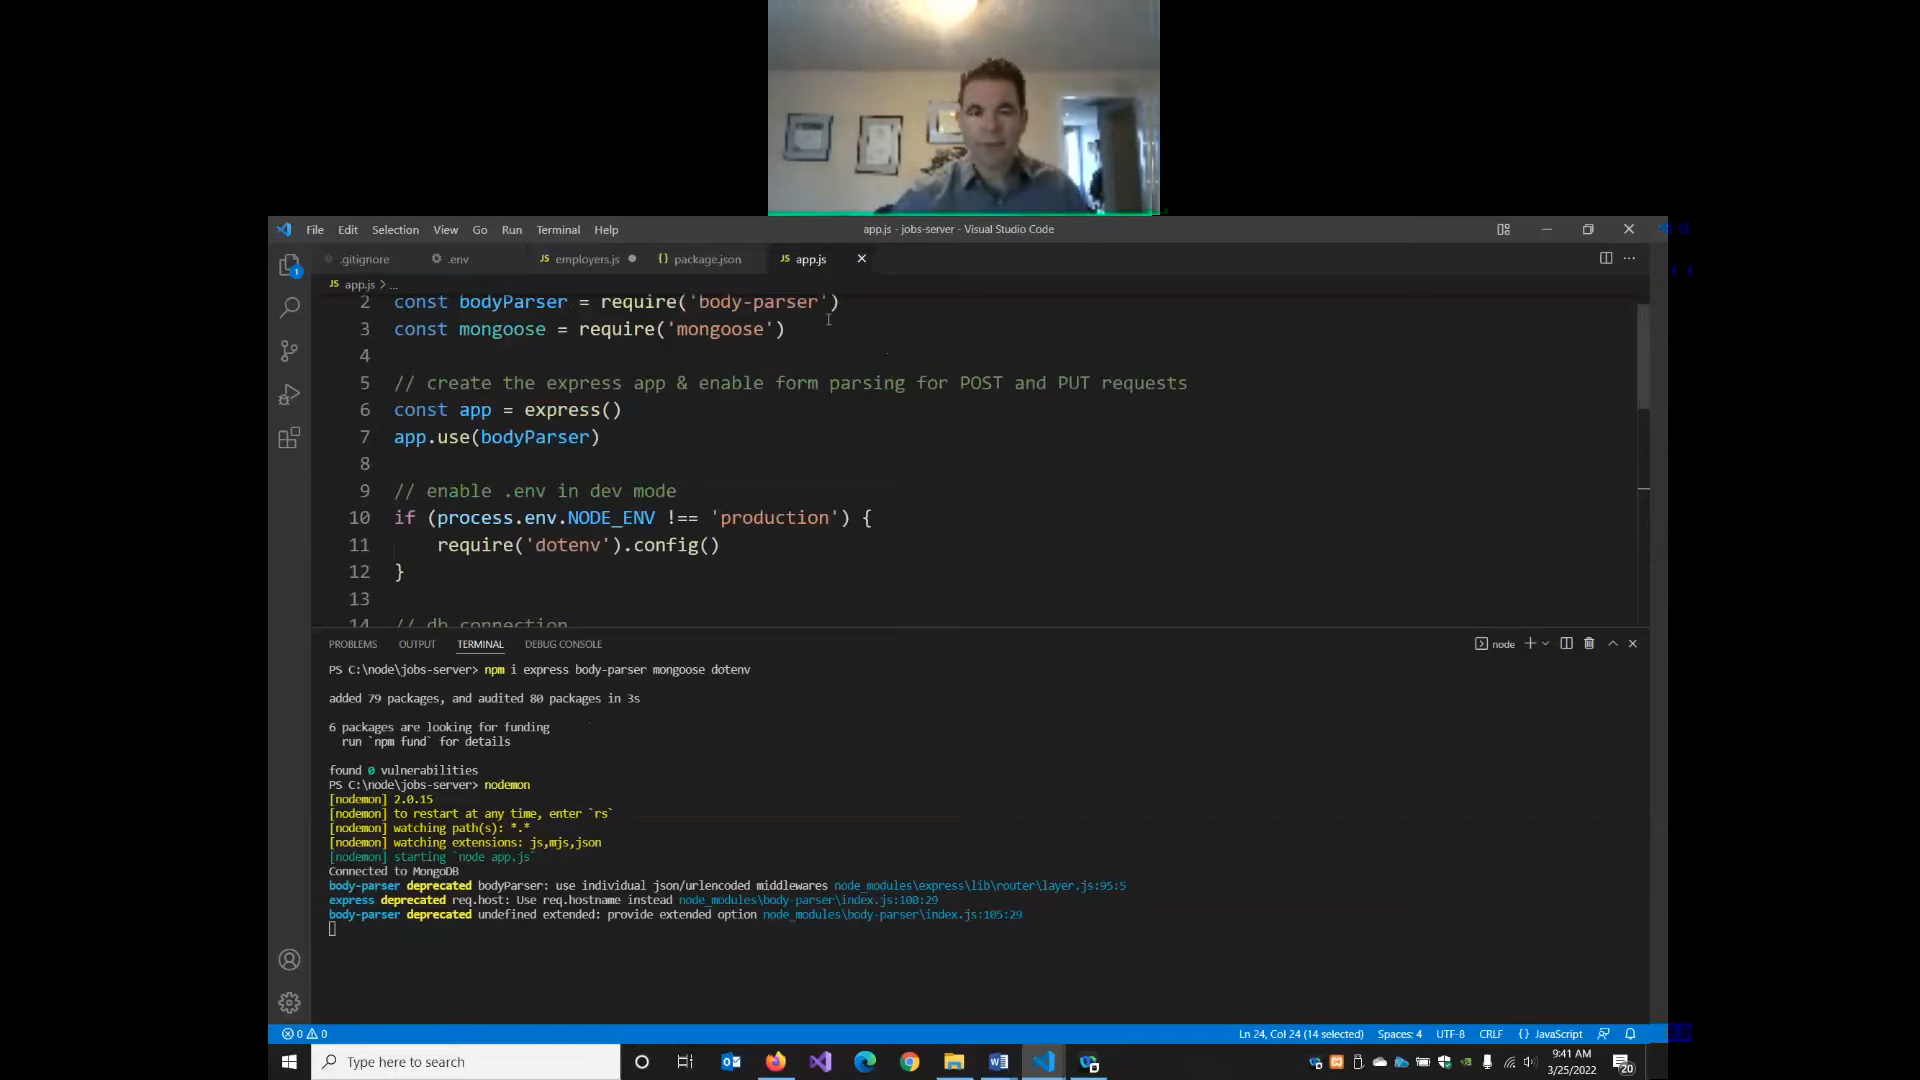 File Edit Selection View Go Run Terminal Help
app.js - jobs-server - Visual Studio Code
.gitignore .env JS employers.js {} package.json JS app.js
JS app.js > ...
2 const bodyParser = require('body-parser')
3 const mongoose = require('mongoose')
4
5 // create the express app & enable form parsing for POST and PUT requests
6 const app = express()
7 app.use(bodyParser)
8
9 // enable .env in dev mode
10 if (process.env.NODE_ENV !== 'production') {
11 require('dotenv').config()
12 }
13
14 // db connection
PROBLEMS OUTPUT TERMINAL DEBUG CONSOLE
node
PS C:\node\jobs-server> npm i express body-parser mongoose dotenv
added 79 packages, and audited 80 packages in 3s
6 packages are looking for funding
run `npm fund` for details
found 0 vulnerabilities
PS C:\node\jobs-server> nodemon
[nodemon] 2.0.15
[nodemon] to restart at any time, enter `rs`
[nodemon] watching path(s): *.*
[nodemon] watching extensions: js,mjs,json
[nodemon] starting `node app.js`
Connected to MongoDB
body-parser deprecated bodyParser: use individual json/urlencoded middlewares node_modules\express\lib\router\layer.js:95:5
express deprecated req.host: Use req.hostname instead node_modules\body-parser\index.js:100:29
body-parser deprecated undefined extended: provide extended option node_modules\body-parser\index.js:105:29
0 0
Ln 24, Col 24 (14 selected) Spaces: 4 UTF-8 CRLF {} JavaScript
Type here to search
9:41 AM
3/25/2022
20